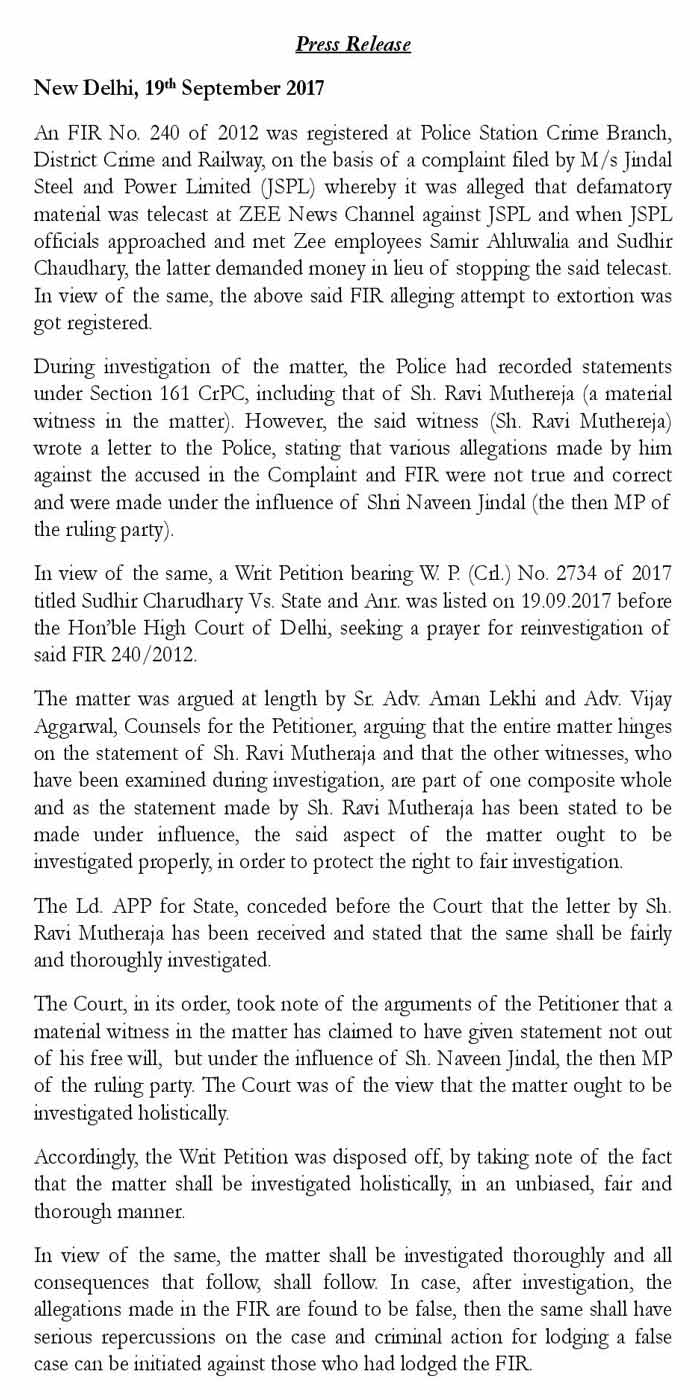 Press Release
New Delhi, 19th September 2017
An FIR No. 240 of 2012 was registered at Police Station Crime Branch,
District Crime and Railway, on the basis of a complaint filed by M/s Jindal
Steel and Power Limited (JSPL) whereby it was alleged that defamatory
material was telecast at ZEE News Channel against JSPL and when JSPL
officials approached and met Zee employees Samir Ahluwalia and Sudhir
Chaudhary, the latter demanded money in lieu of stopping the said telecast.
In view of the same, the above said FIR alleging attempt to extortion was
got registered.
During investigation of the matter, the Police had recorded statements
under Section 161 CrPC, including that of Sh. Ravi Muthereja (a material
witness in the matter). However, the said witness (Sh. Ravi Muthereja)
wrote a letter to the Police, stating that various allegations made by him
against the accused in the Complaint and FIR were not true and correct
and were made under the influence of Shri Naveen Jindal (the then MP of
the ruling party).
In view of the same, a Writ Petition bearing W. P. (Crl.) No. 2734 of 2017
titled Sudhir Charudhary Vs. State and Anr. was listed on 19.09.2017 before
the Hon'ble High Court of Delhi, seeking a prayer for reinvestigation of
said FIR 240/2012.
The matter was argued at length by Sr. Adv. Aman Lekhi and Adv. Vijay
Aggarwal, Counsels for the Petitioner, arguing that the entire matter hinges
on the statement of Sh. Ravi Mutheraja and that the other witnesses, who
have been examined during investigation, are part of one composite whole
and as the statement made by Sh. Ravi Mutheraja has been stated to be
made under influence, the said aspect of the matter ought to be
investigated properly, in order to protect the right to fair investigation.
The Ld. APP for State, conceded before the Court that the letter by Sh.
Ravi Mutheraja has been received and stated that the same shall be fairly
and thoroughly investigated.
The Court, in its order, took note of the arguments of the Petitioner that a
material witness in the matter has claimed to have given statement not out
of his free will, but under the influence of Sh. Naveen Jindal, the then MP
of the ruling party. The Court was of the view that the matter ought to be
investigated holistically.
Accordingly, the Writ Petition was disposed off, by taking note of the fact
that the matter shall be investigated holistically, in an unbiased, fair and
thorough manner.
In view of the same, the matter shall be investigated thoroughly and all
consequences that follow, shall follow. In case, after investigation, the
allegations made in the FIR are found to be false, then the same shall have
serious repercussions on the case and criminal action for lodging a false
case can be initiated against those who had lodged the FIR.